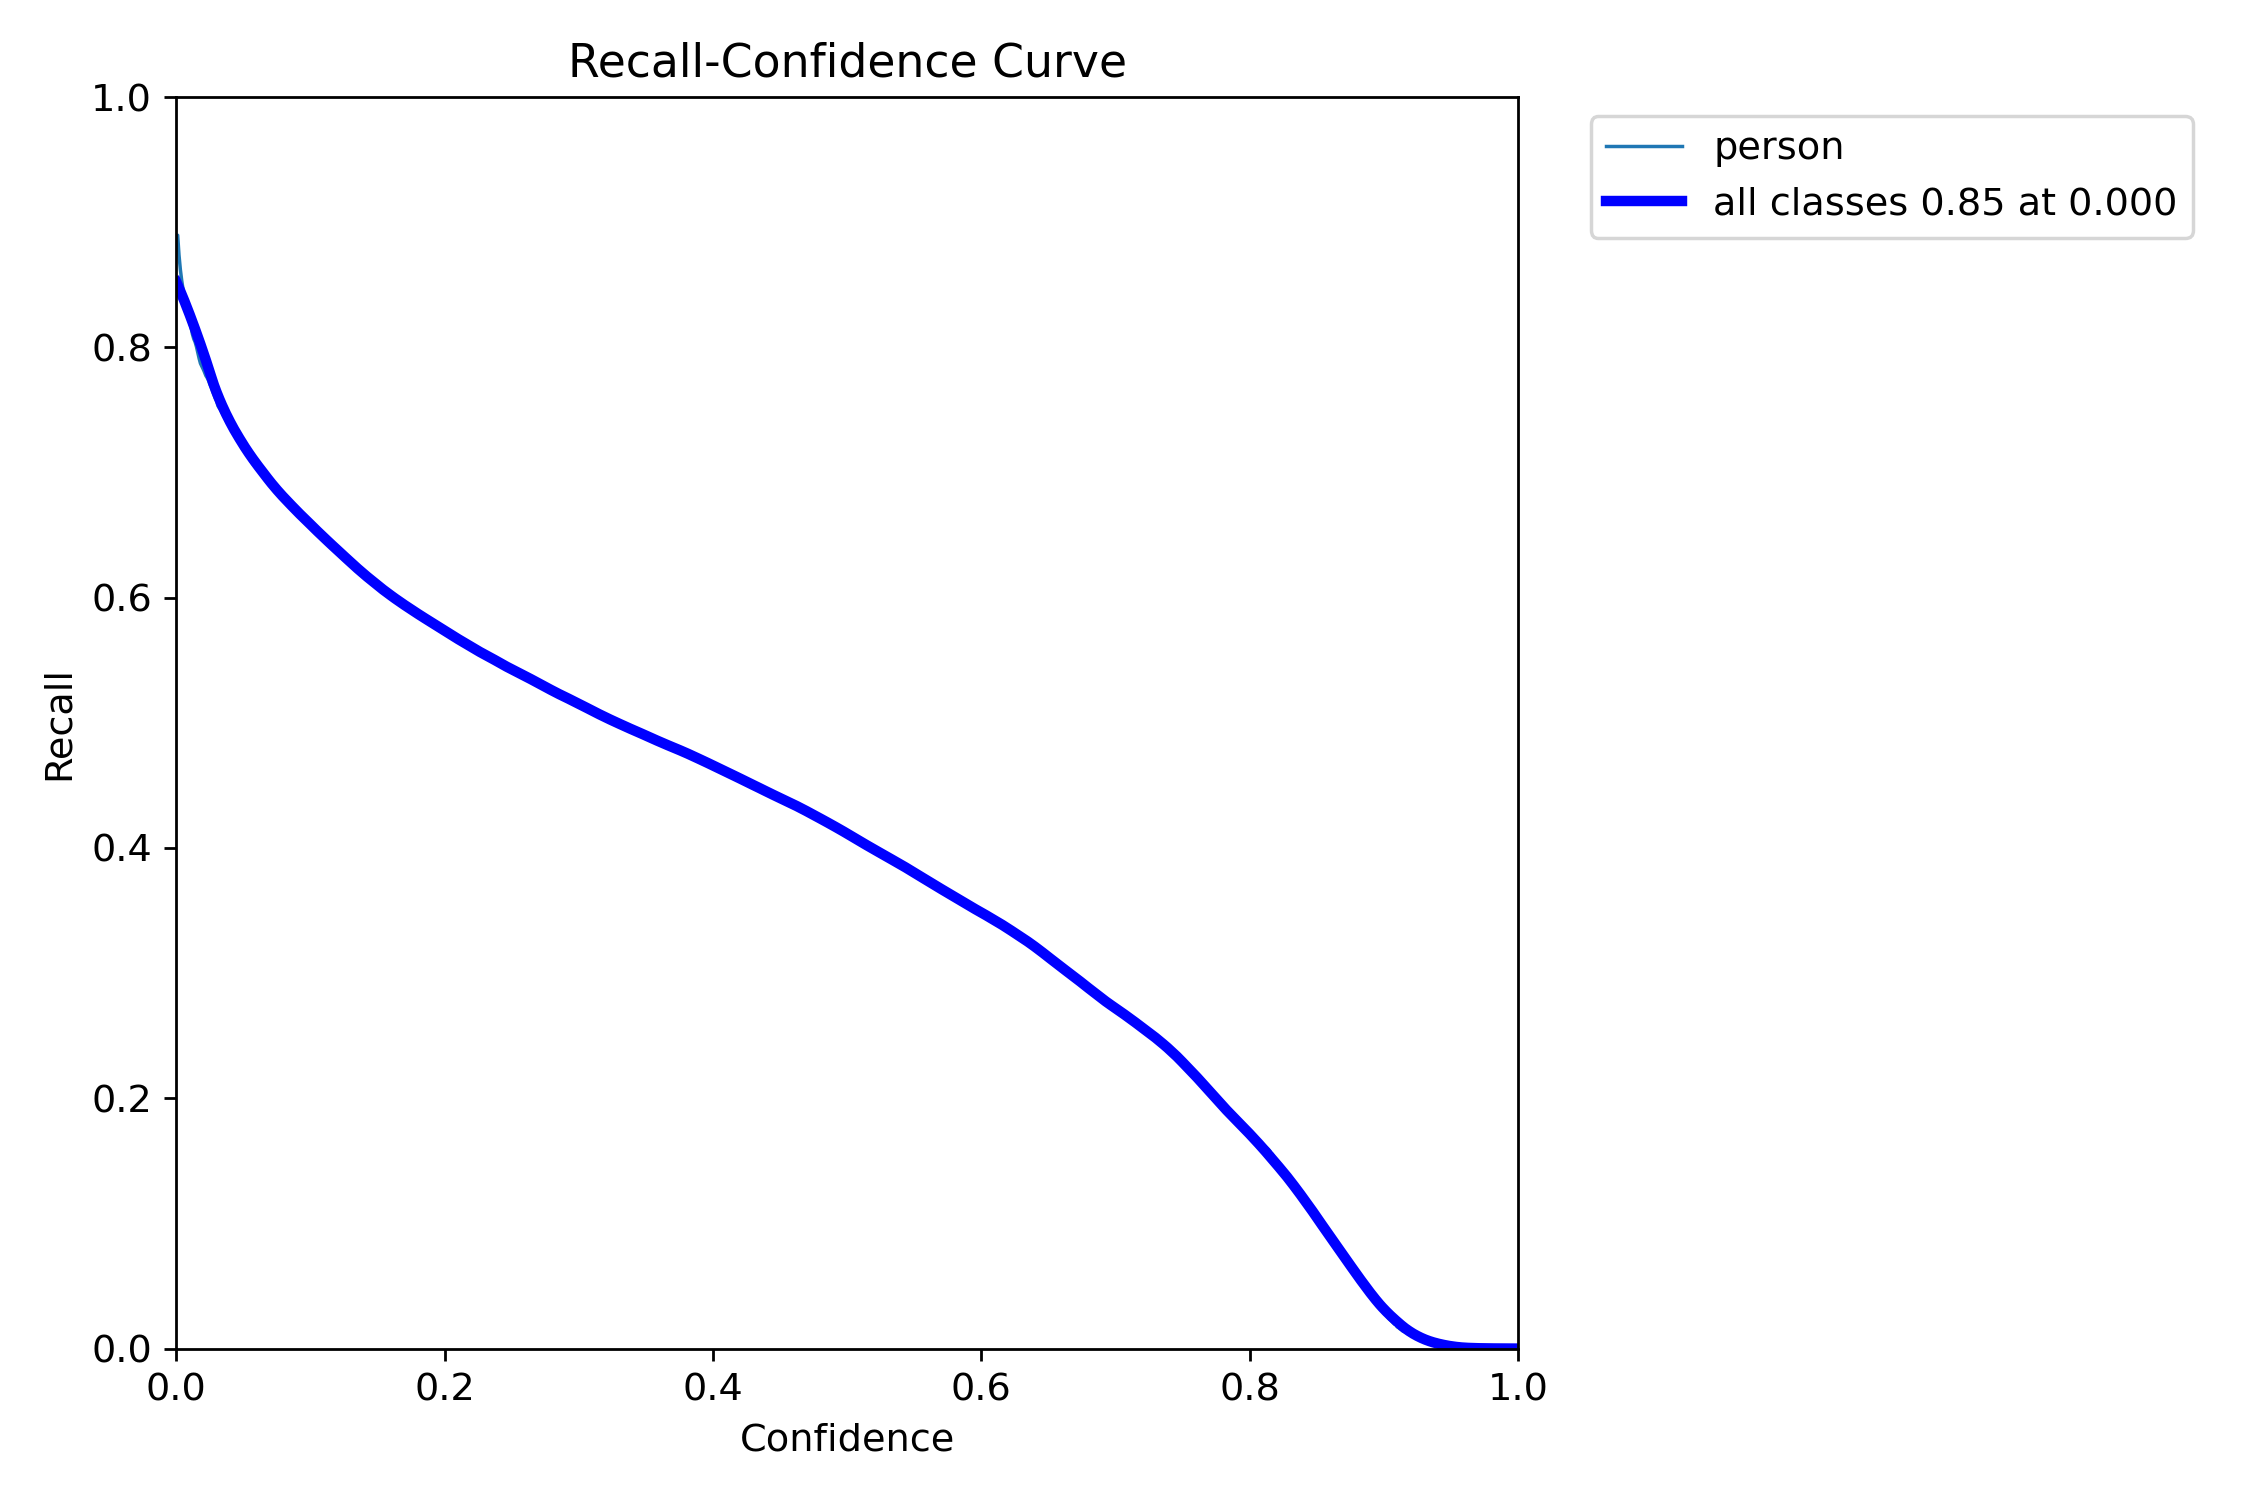 Recall-Confidence Curve
1.0
0.8
0.6
0.4
0.2
0.0
Recall
0.0 0.2 0.4 0.6 0.8 1.0
Confidence
person
all classes 0.85 at 0.000